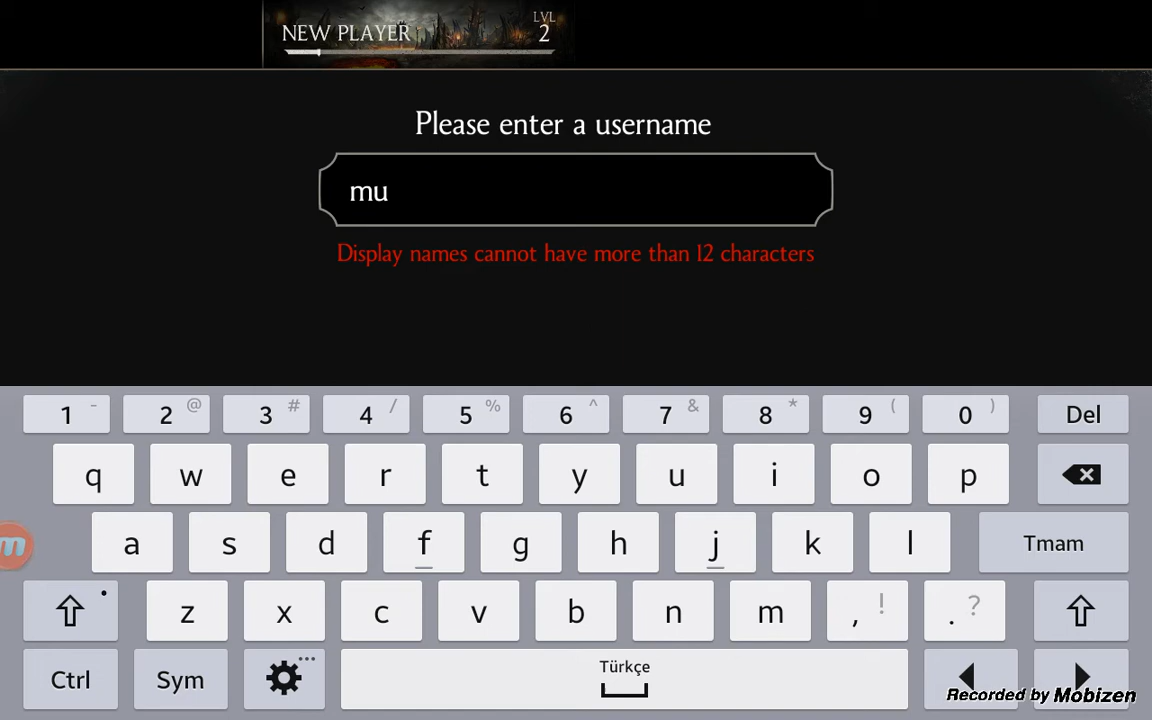 NEW PLAYER
LVL
2
Please enter a username
mu
Display names cannot have more than 12 characters
1 - 2 @ 3 # 4 / 5 % 6 ^ 7 & 8 * 9 ( 0 ) Del
q w e r t y u i o p
a s d f g h j k l Tmam
z x c v b n m , ! . ?
Ctrl Sym Türkçe
m
Recorded by Mobizen